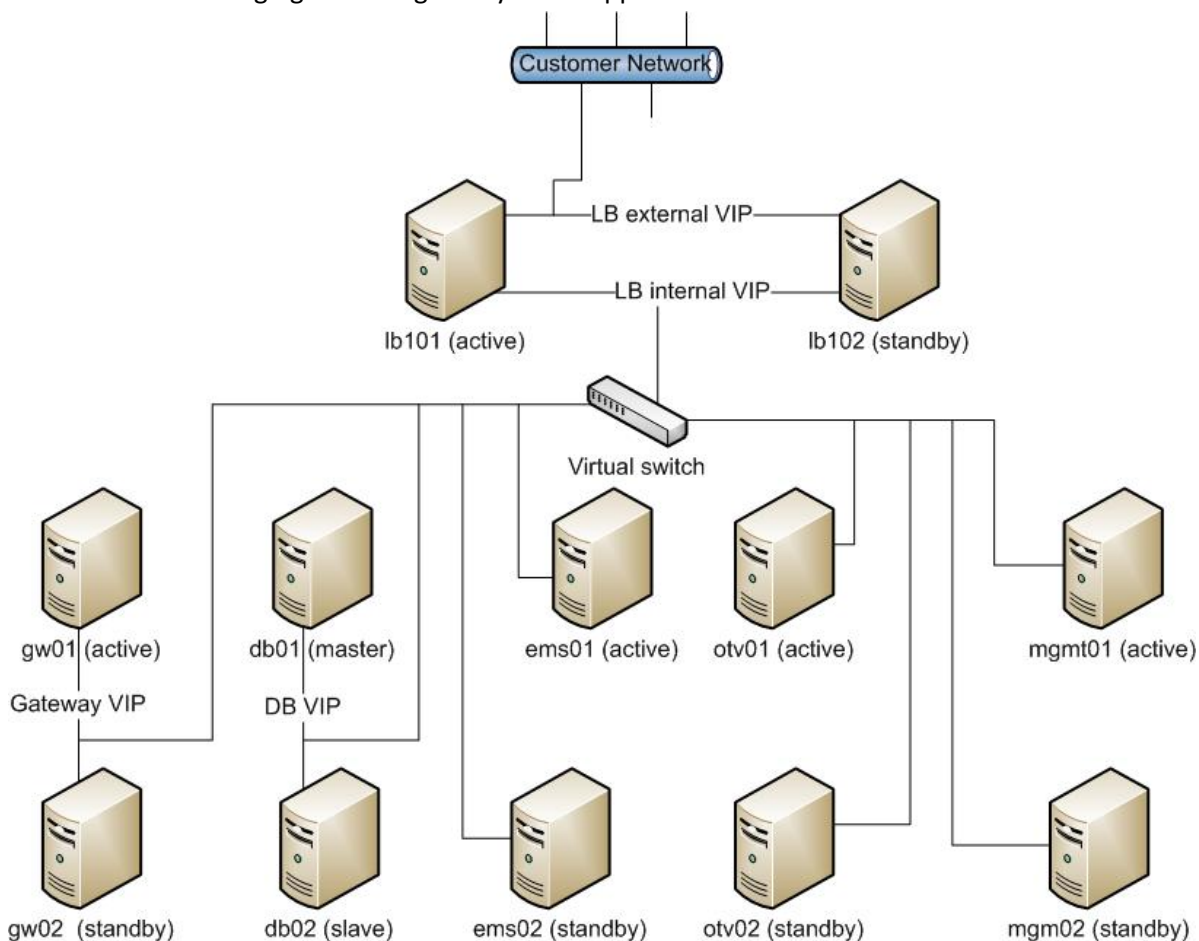 Customer Network
LB external VIP
LB internal VIP
lb101 (active)
lb102 (standby)
Virtual switch
gw01 (active)
db01 (master)
ems01 (active)
otv01 (active)
mgmt01 (active)
Gateway VIP
DB VIP
gw02 (standby)
db02 (slave)
ems02 (standby)
otv02 (standby)
mgm02 (standby)